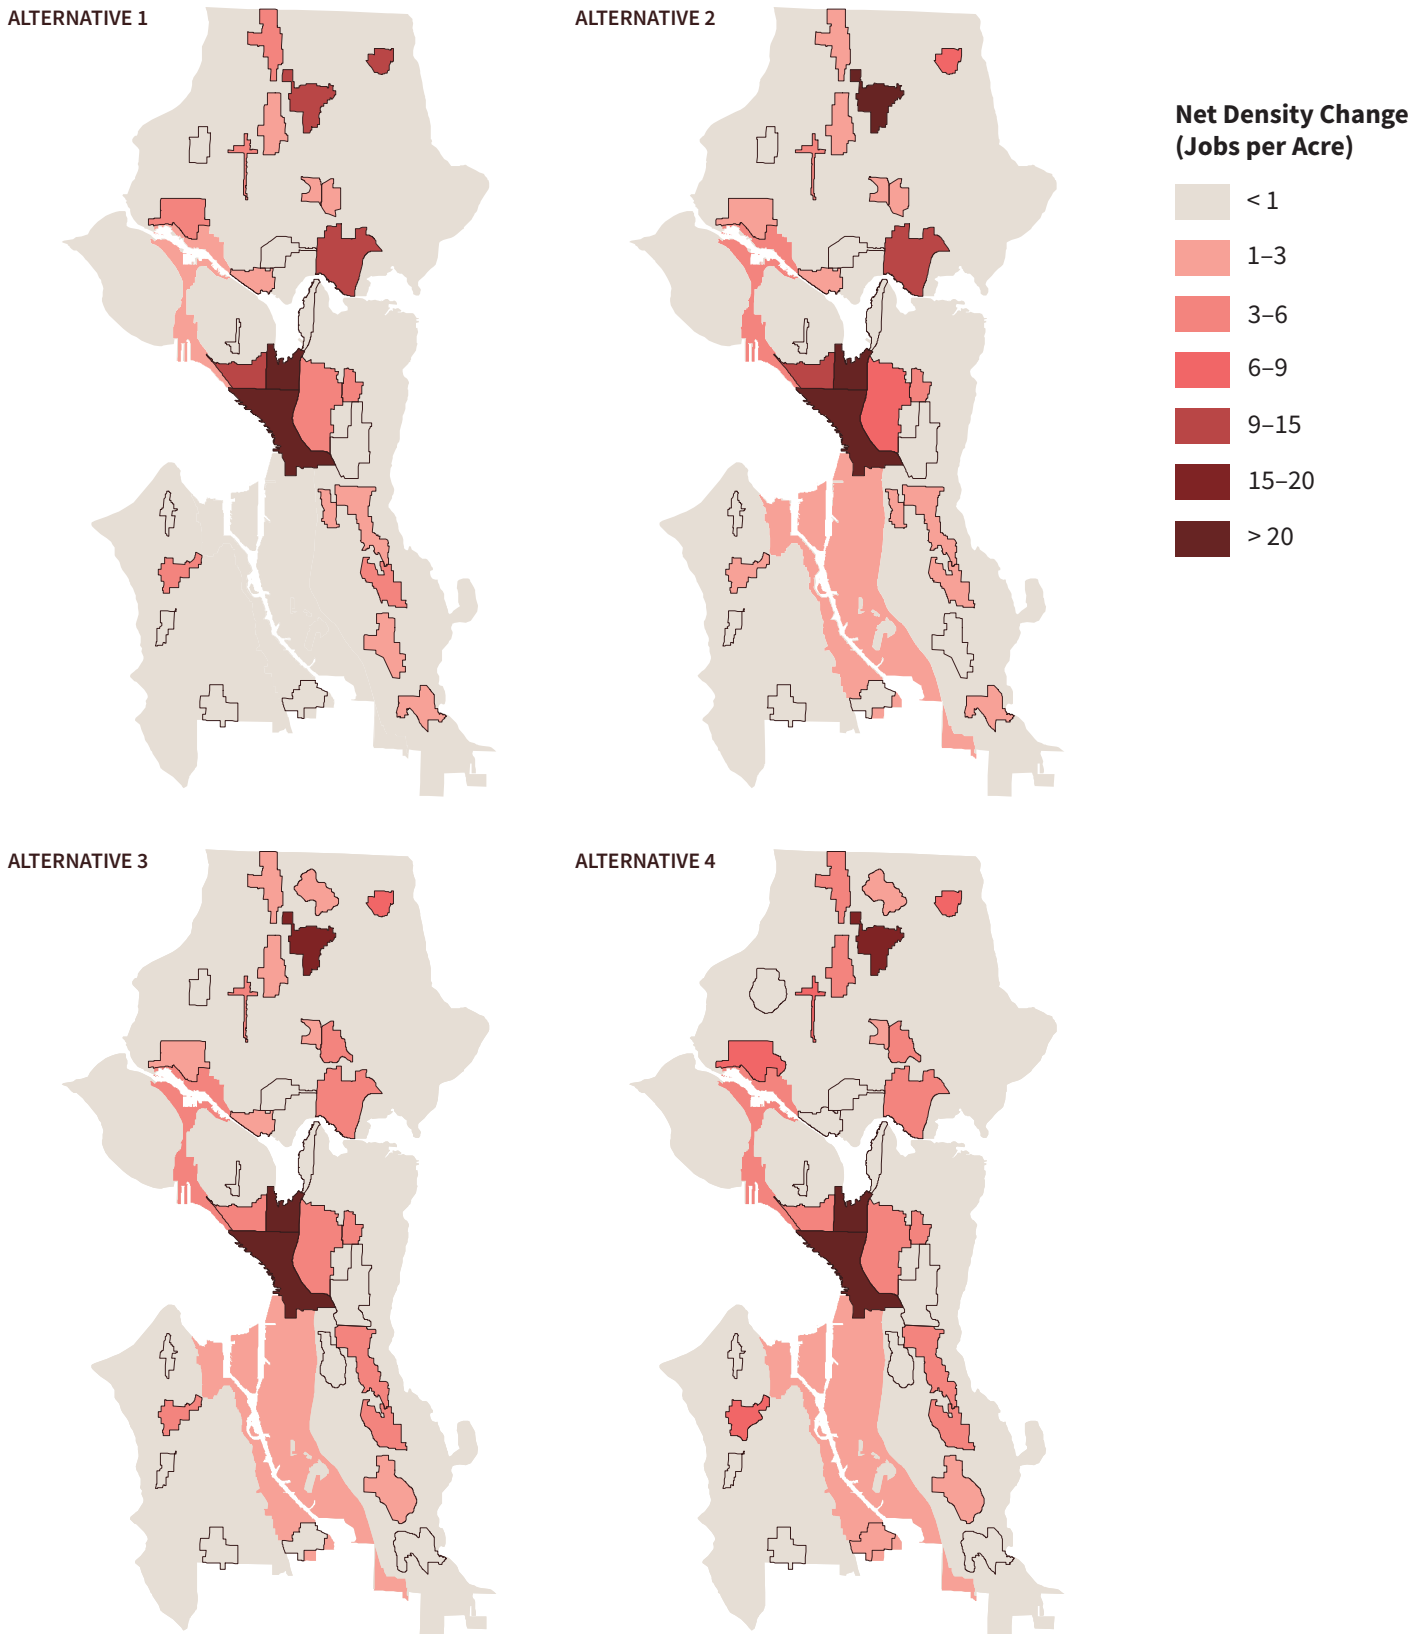 ALTERNATIVE 1
ALTERNATIVE 2
Net Density Change
(Jobs per Acre)
< 1
1–3
3–6
6–9
9–15
15–20
> 20
ALTERNATIVE 3
ALTERNATIVE 4